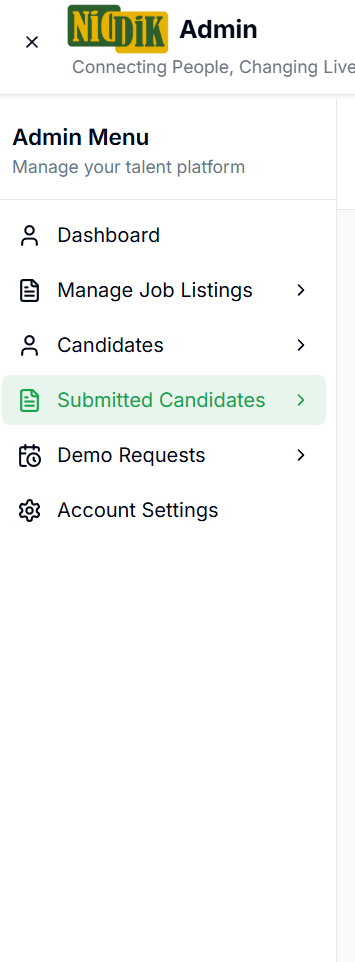 NiCDiK Admin
Connecting People, Changing Live
Admin Menu
Manage your talent platform
Dashboard
Manage Job Listings
Candidates
Submitted Candidates
Demo Requests
Account Settings